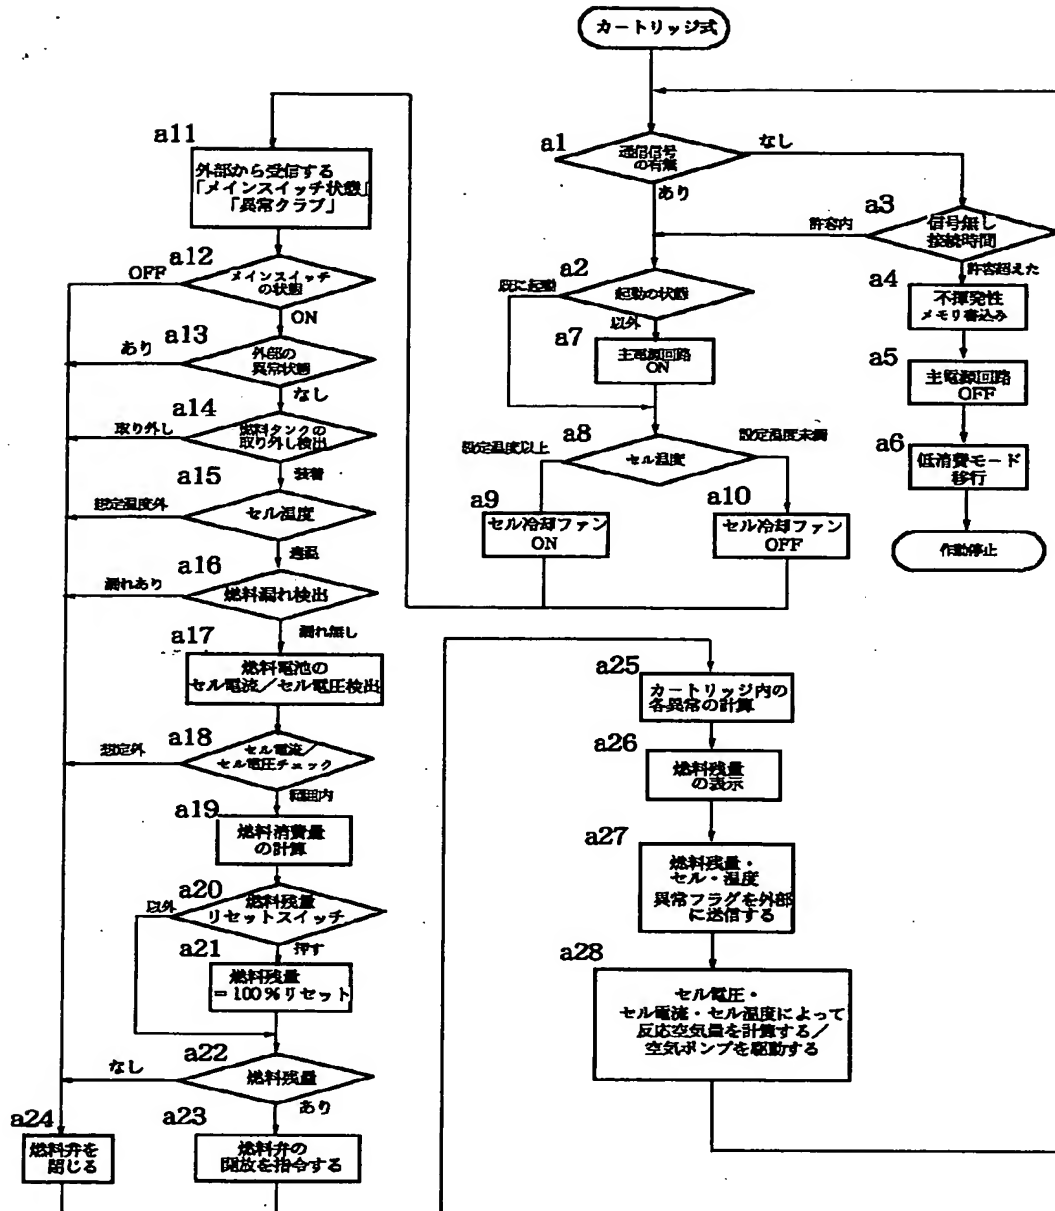 カートリッジ式
a1
通信信号
の有無
なし
あり
a3
信号無し
接続時間
許容内
許容超えた
a4
不揮発性
メモリ書込み
a5
主電源回路
OFF
a6
低消費モード
移行
作動停止
a2
起動の状態
既に起動
以外
a7
主電源回路
ON
a8
セル温度
設定温度以上
設定温度未満
a9
セル冷却ファン
ON
a10
セル冷却ファン
OFF
a11
外部から受信する
「メインスイッチ状態」
「異常クラブ」
a12
メインスイッチ
の状態
OFF
ON
a13
外部の
異常状態
あり
なし
a14
燃料タンクの
取り外し検出
取り外し
装着
a15
セル温度
想定温度外
適温
a16
燃料漏れ検出
漏れあり
漏れ無し
a17
燃料電池の
セル電流/セル電圧検出
a18
セル電流/
セル電圧チェック
想定外
範囲内
a19
燃料消費量
の計算
a20
燃料残量
リセットスイッチ
以外
押す
a21
燃料残量
=100%リセット
a22
燃料残量
なし
あり
a23
燃料弁の
開放を指令する
a24
燃料弁を
閉じる
a25
カートリッジ内の
各異常の計算
a26
燃料残量
の表示
a27
燃料残量・
セル・温度
異常フラグを外部
に送信する
a28
セル電圧・
セル電流・セル温度によって
反応空気量を計算する/
空気ポンプを駆動する